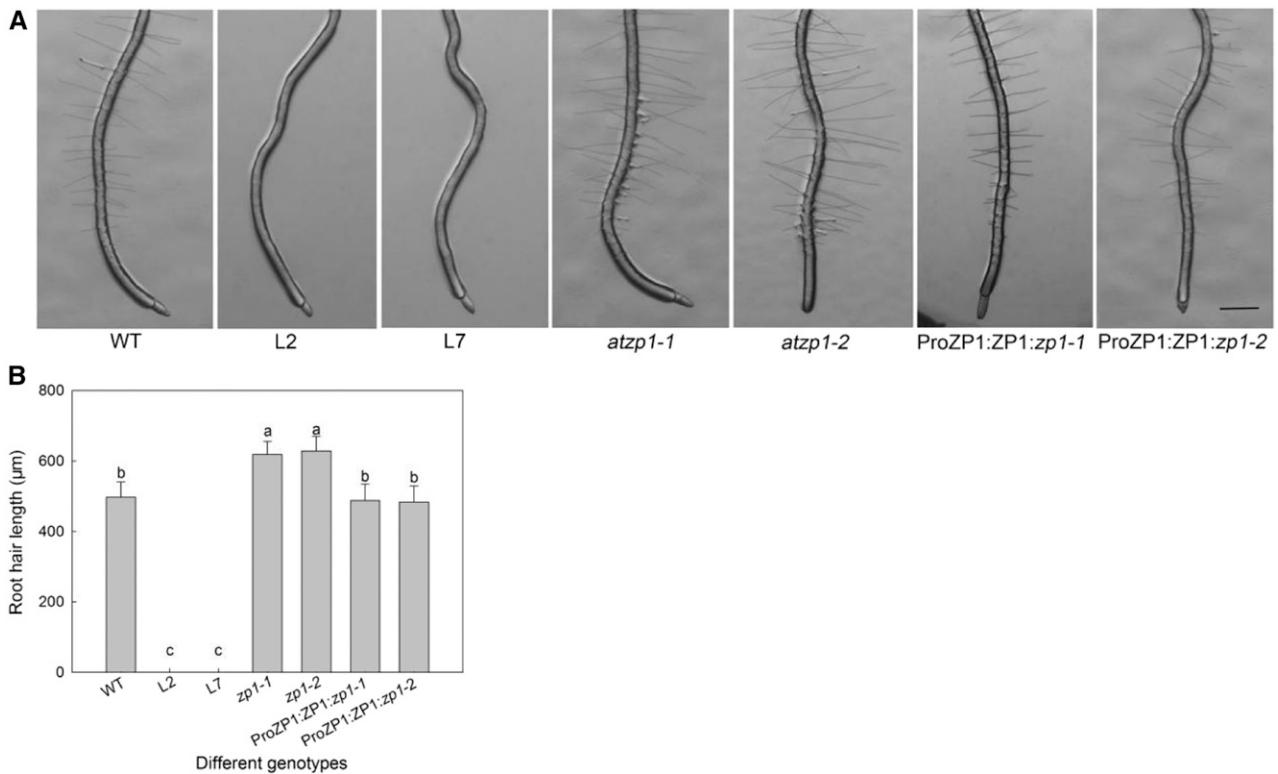 A
WT L2 L7 atzp1-1 atzp1-2 ProZP1:ZP1:zp1-1 ProZP1:ZP1:zp1-2
B
800
600
400
200
0
Root hair length (µm)
b c c a a b b
WT L2 L7 zp1-1 zp1-2 ProZP1:ZP1:zp1-1 ProZP1:ZP1:zp1-2
Different genotypes